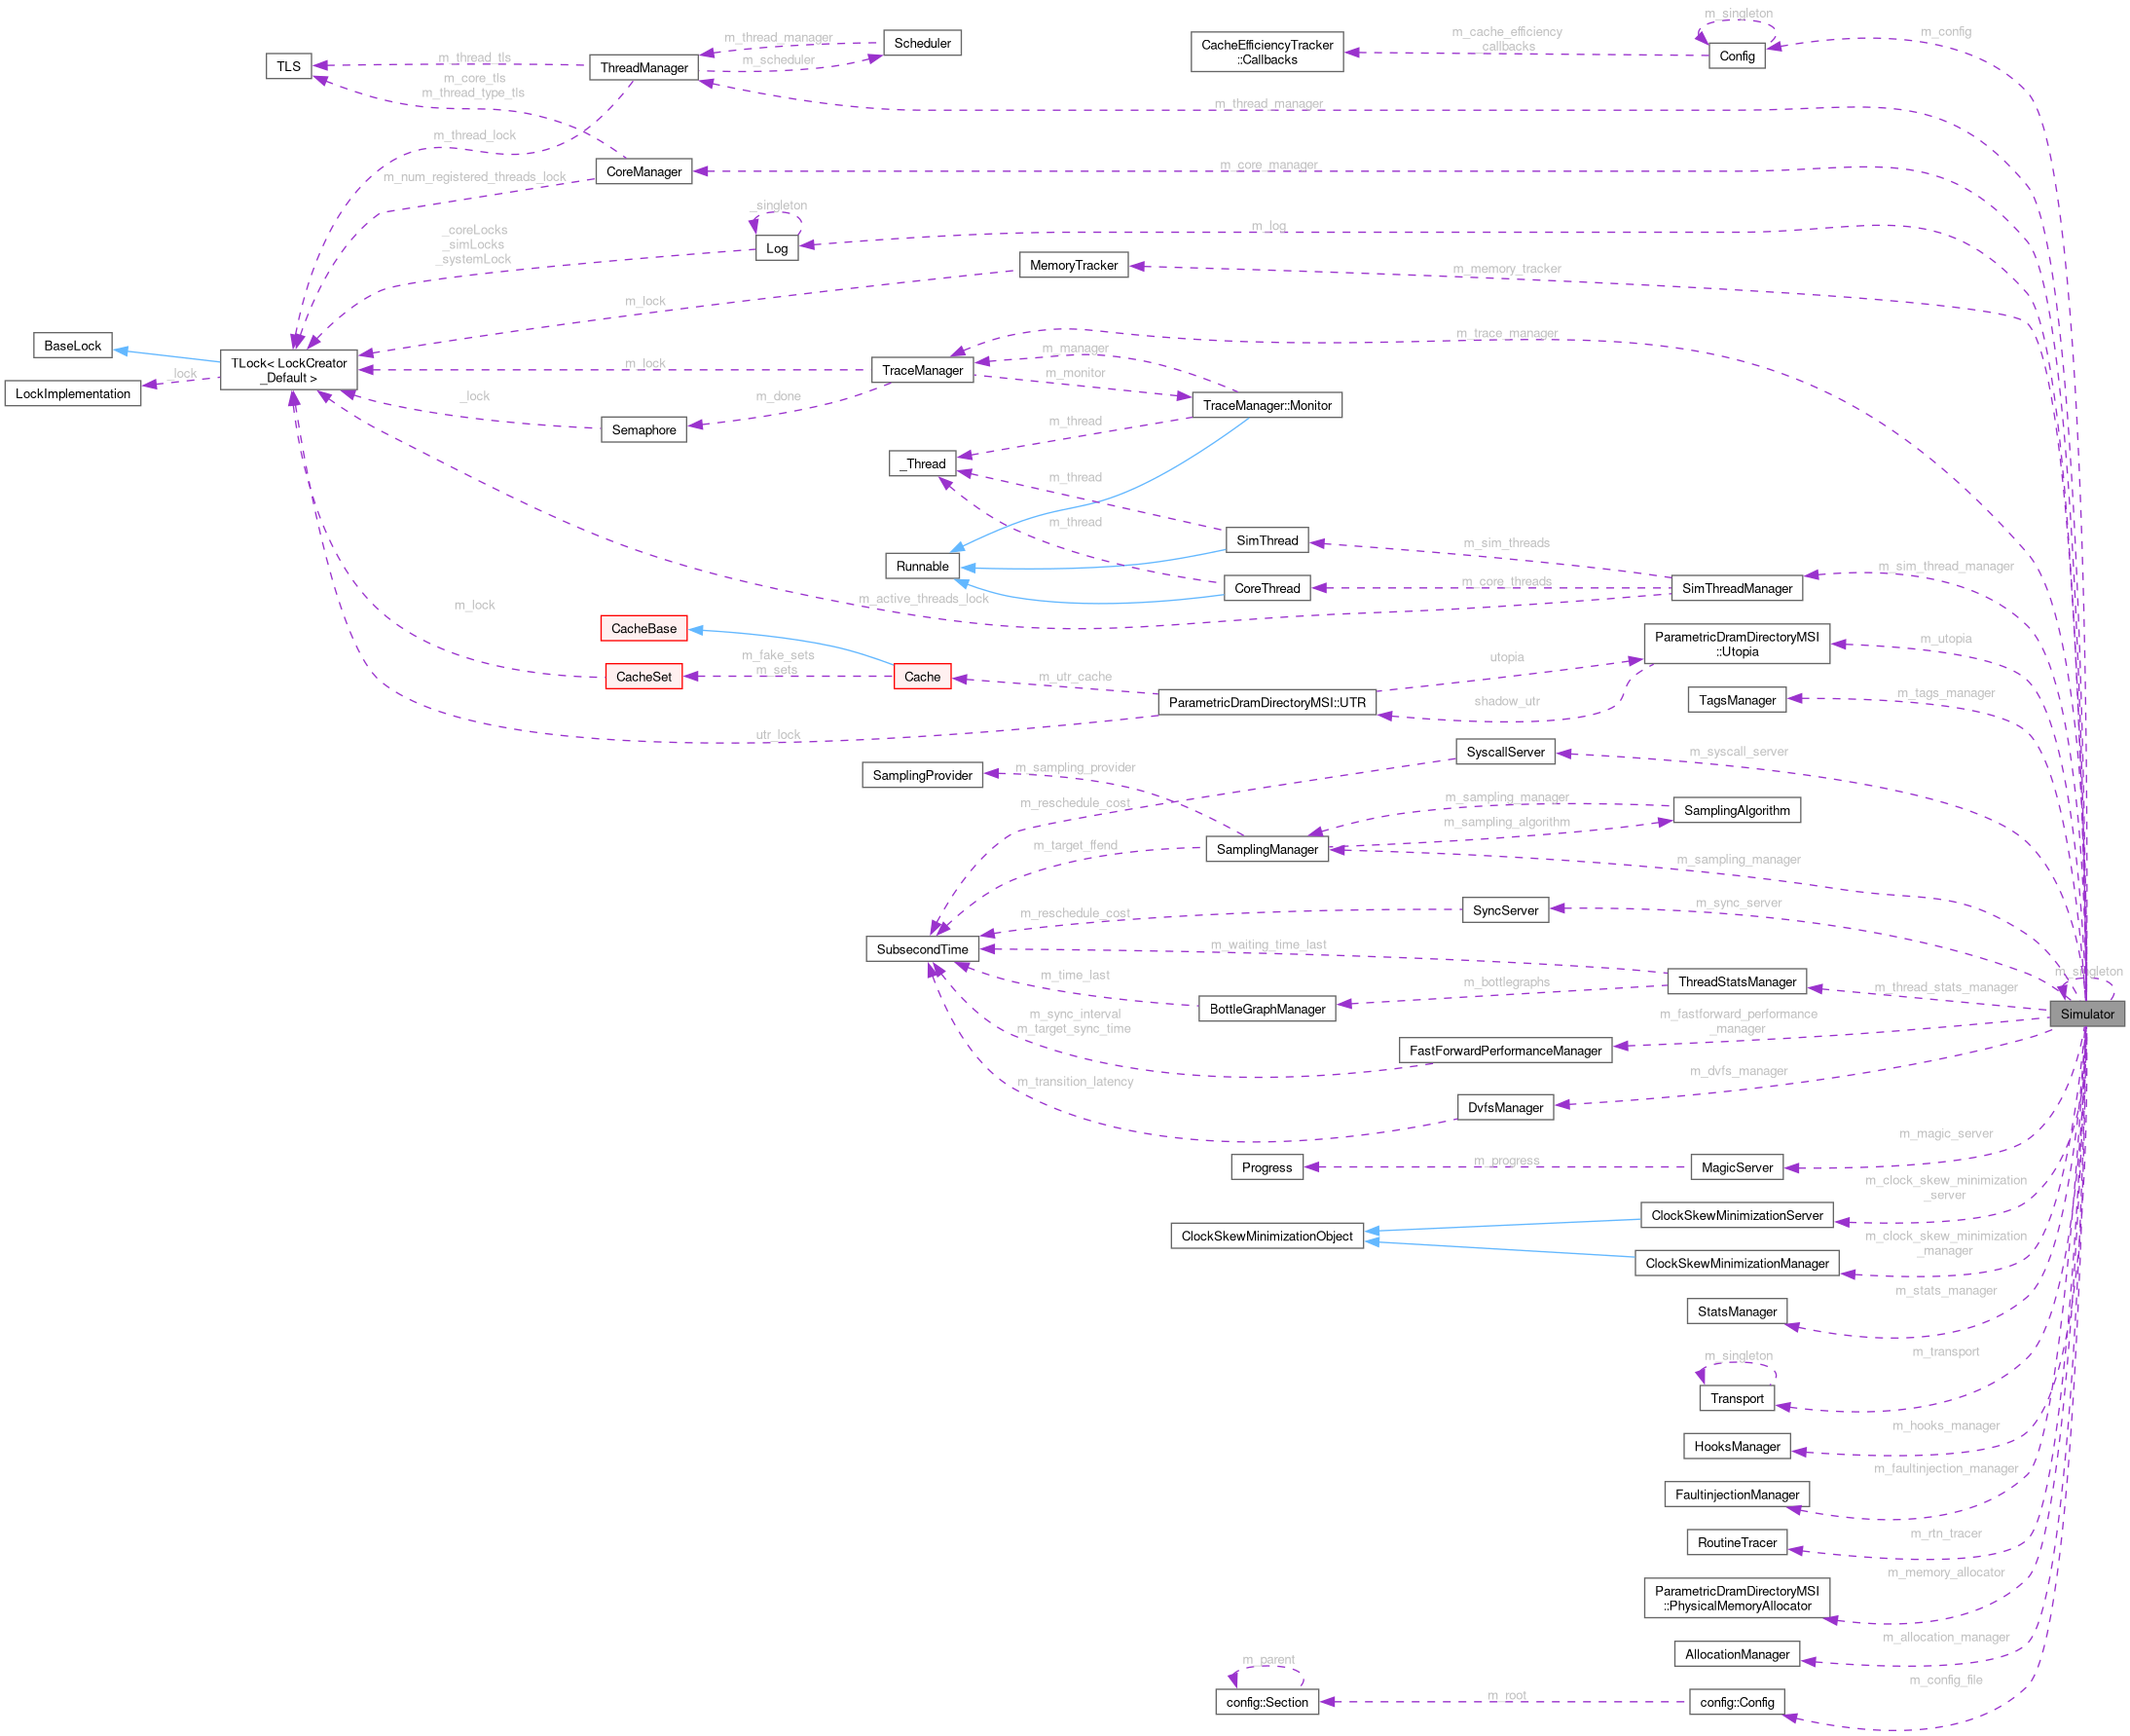 m_singleton
m_config
m_thread_manager
Scheduler
CacheEfficiencyTracker
::Callbacks
m_cache_efficiency
callbacks
Config
TLS
m_thread_tls
ThreadManager
m_scheduler
m_core_tls
m_thread_type_tls
m_thread_manager
m_thread_lock
CoreManager
m_core_manager
m_num_registered_threads_lock
_singleton
Log
m_log
_coreLocks
_simLocks
_systemLock
MemoryTracker
m_memory_tracker
m_lock
BaseLock
TLock< LockCreator
_Default >
m_trace_manager
m_manager
m_lock
TraceManager
m_monitor
_lock
LockImplementation
_lock
m_done
TraceManager::Monitor
Semaphore
m_thread
_Thread
m_thread
m_thread
SimThread
m_sim_threads
Runnable
m_sim_thread_manager
CoreThread
m_core_threads
SimThreadManager
m_active_threads_lock
m_lock
CacheBase
m_fake_sets
m_sets
CacheSet
Cache
m_utr_cache
utopia
ParametricDramDirectoryMSI
::Utopia
m_utopia
ParametricDramDirectoryMSI::UTR
shadow_utr
TagsManager
m_tags_manager
utr_lock
SyscallServer
m_syscall_server
SamplingProvider
m_sampling_provider
m_reschedule_cost
m_sampling_manager
SamplingAlgorithm
m_sampling_algorithm
m_target_ffend
SamplingManager
m_sampling_manager
m_reschedule_cost
SyncServer
m_sync_server
SubsecondTime
m_waiting_time_last
m_time_last
m_bottlegraphs
ThreadStatsManager
m_thread_stats_manager
m_singleton
BottleGraphManager
Simulator
m_sync_interval
m_target_sync_time
m_fastforward_performance
_manager
FastForwardPerformanceManager
m_transition_latency
m_dvfs_manager
DvfsManager
m_magic_server
Progress
m_progress
MagicServer
m_clock_skew_minimization
_server
ClockSkewMinimizationServer
ClockSkewMinimizationObject
m_clock_skew_minimization
_manager
ClockSkewMinimizationManager
m_stats_manager
StatsManager
m_singleton
m_transport
Transport
m_hooks_manager
HooksManager
m_faultinjection_manager
FaultinjectionManager
m_rtn_tracer
RoutineTracer
m_memory_allocator
ParametricDramDirectoryMSI
::PhysicalMemoryAllocator
m_allocation_manager
AllocationManager
m_parent
m_config_file
config::Section
m_root
config::Config